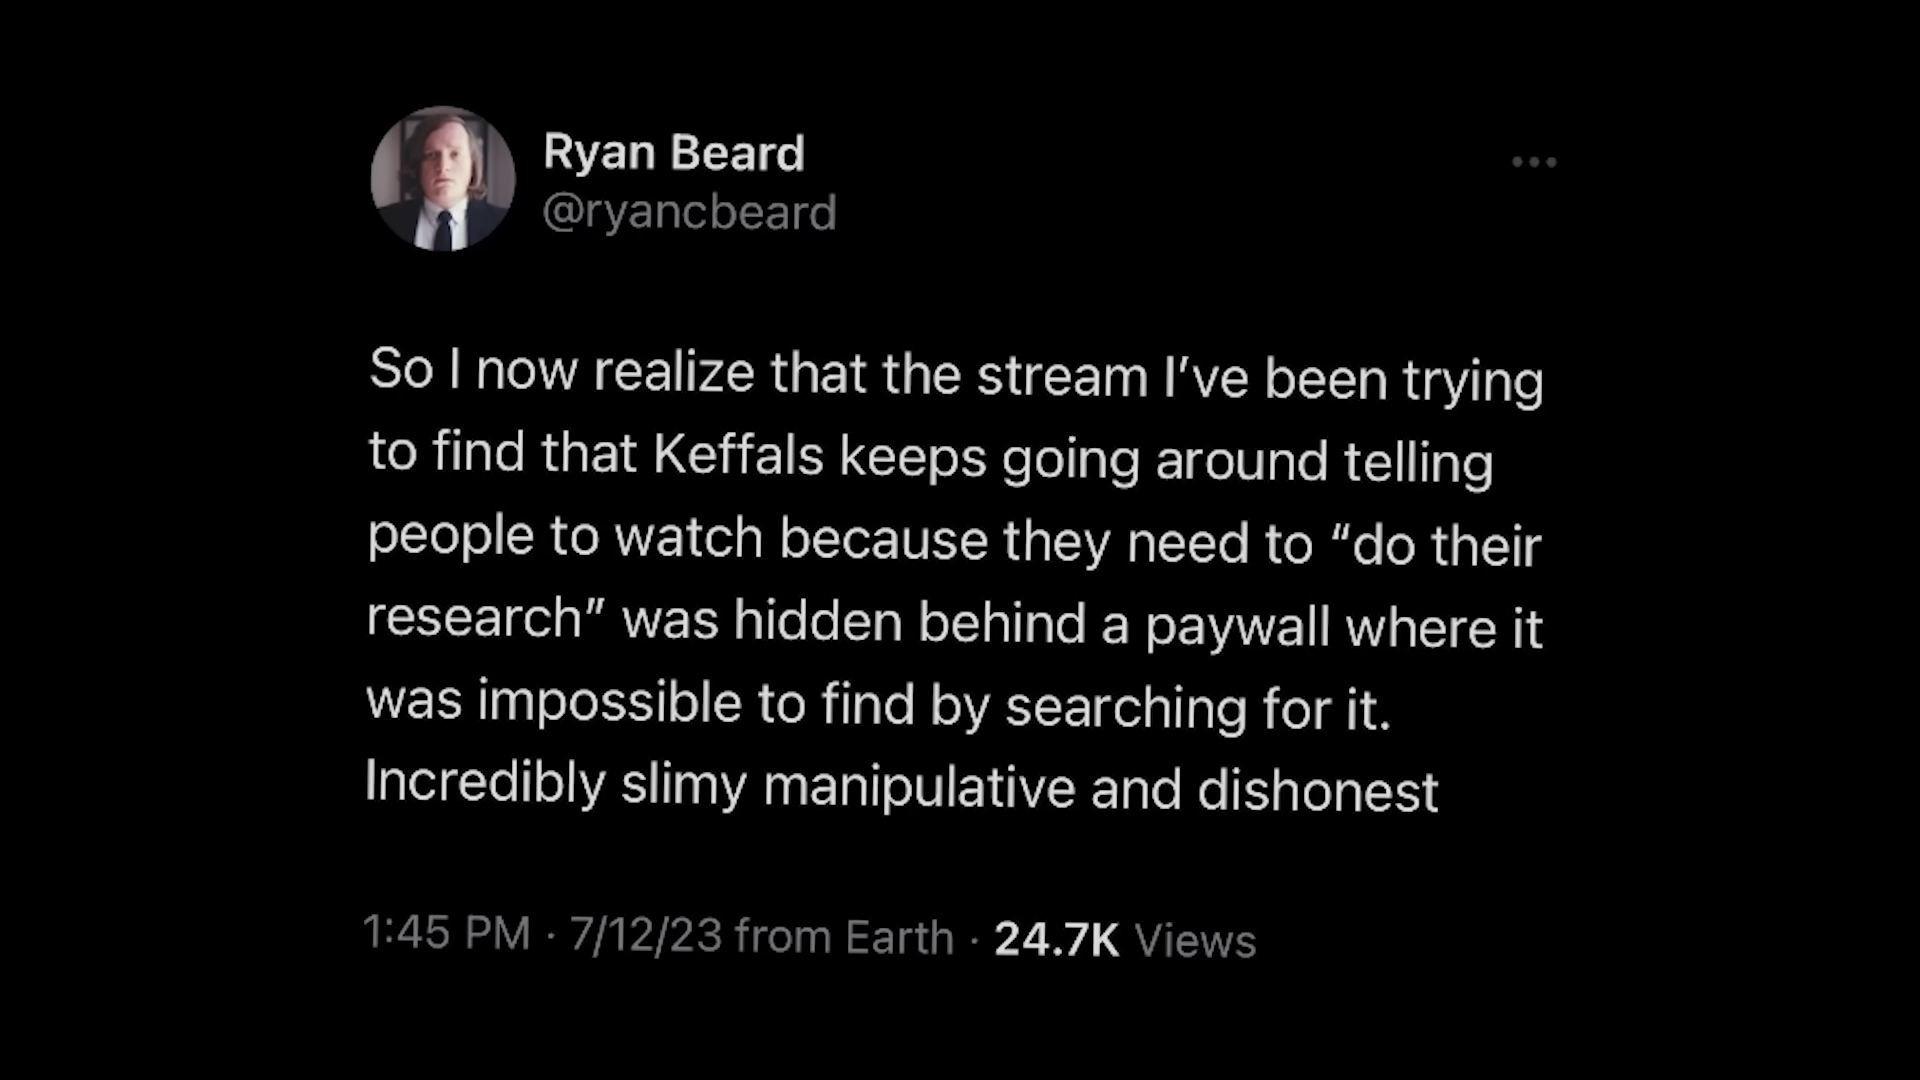 Ryan Beard
@ryancbeard
So I now realize that the stream I’ve been trying
to find that Keffals keeps going around telling
people to watch because they need to “do their
research” was hidden behind a paywall where it
was impossible to find by searching for it.
Incredibly slimy manipulative and dishonest
1:45 PM · 7/12/23 from Earth · 24.7K Views